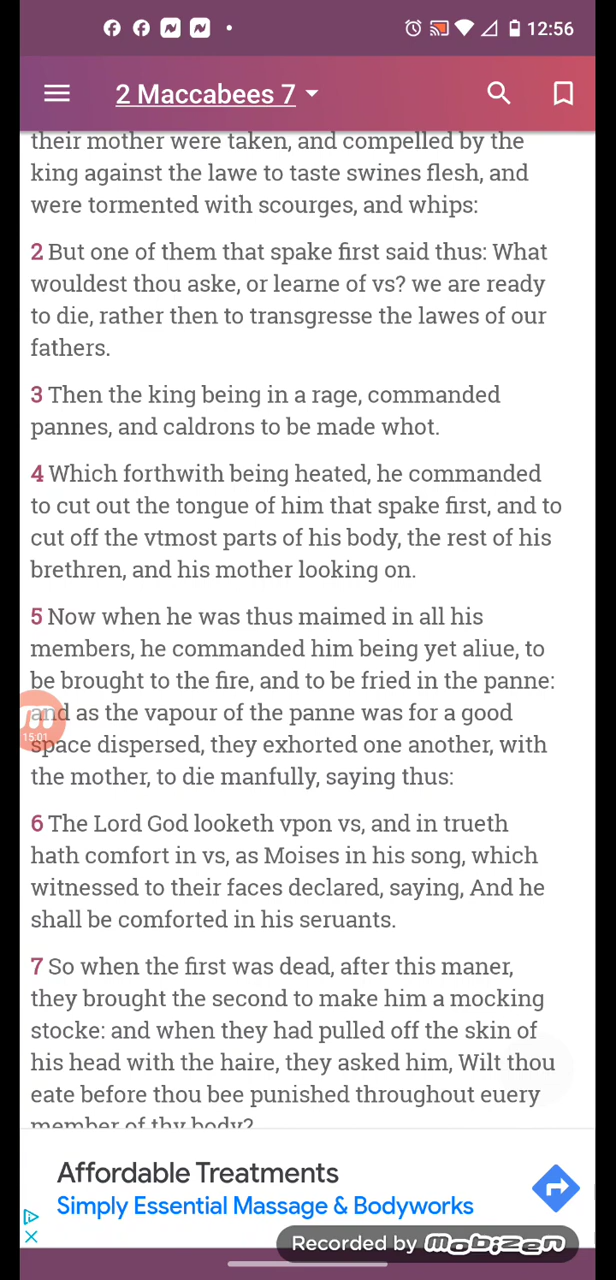 12:56
2 Maccabees 7
their mother were taken, and compelled by the
king against the lawe to taste swines flesh, and
were tormented with scourges, and whips:
2 But one of them that spake first said thus: What
wouldest thou aske, or learne of vs? we are ready
to die, rather then to transgresse the lawes of our
fathers.
3 Then the king being in a rage, commanded
pannes, and caldrons to be made whot.
4 Which forthwith being heated, he commanded
to cut out the tongue of him that spake first, and to
cut off the vtmost parts of his body, the rest of his
brethren, and his mother looking on.
5 Now when he was thus maimed in all his
members, he commanded him being yet aliue, to
be brought to the fire, and to be fried in the panne:
and as the vapour of the panne was for a good
15:01
space dispersed, they exhorted one another, with
the mother, to die manfully, saying thus:
6 The Lord God looketh vpon vs, and in trueth
hath comfort in vs, as Moises in his song, which
witnessed to their faces declared, saying, And he
shall be comforted in his seruants.
7 So when the first was dead, after this maner,
they brought the second to make him a mocking
stocke: and when they had pulled off the skin of
his head with the haire, they asked him, Wilt thou
eate before thou bee punished throughout euery
member of thy body?
Affordable Treatments
Simply Essential Massage & Bodyworks
Recorded by mobizen